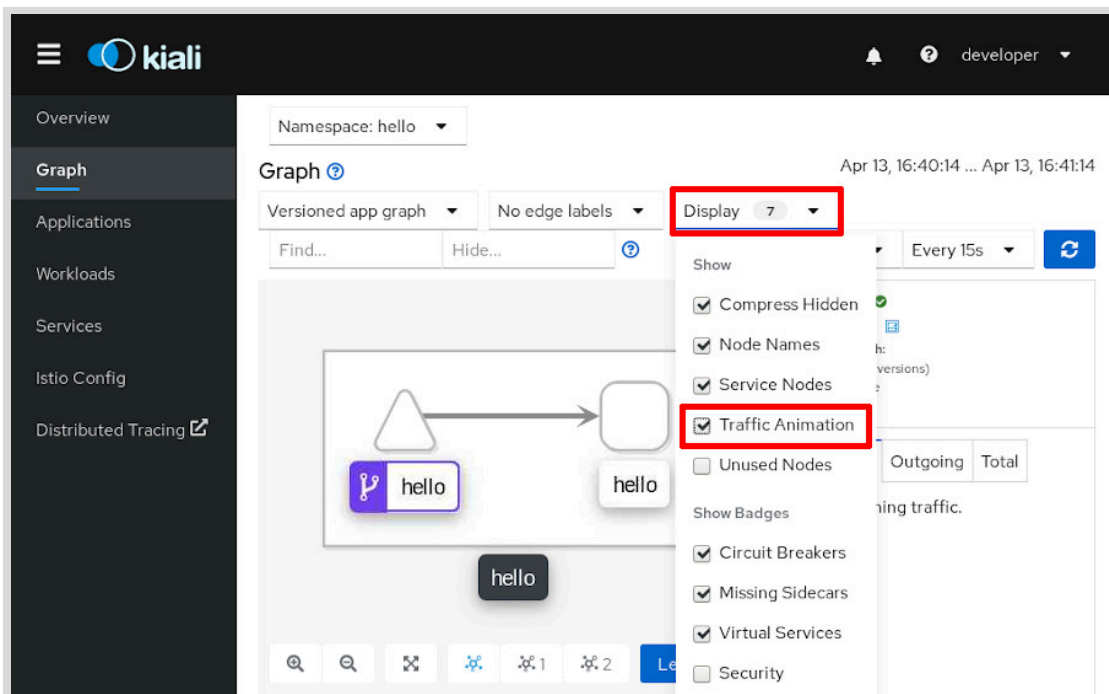 kiali
developer
Overview
Graph
Applications
Workloads
Services
Istio Config
Distributed Tracing
Namespace: hello
Graph
Apr 13, 16:40:14 ... Apr 13, 16:41:14
Versioned app graph
No edge labels
Display 7
Find...
Hide...
Every 15s
Show
Compress Hidden
Node Names
Service Nodes
Traffic Animation
Unused Nodes
Show Badges
Circuit Breakers
Missing Sidecars
Virtual Services
Security
h:
versions)
Outgoing Total
ning traffic.
hello
hello
hello
1
2
Le